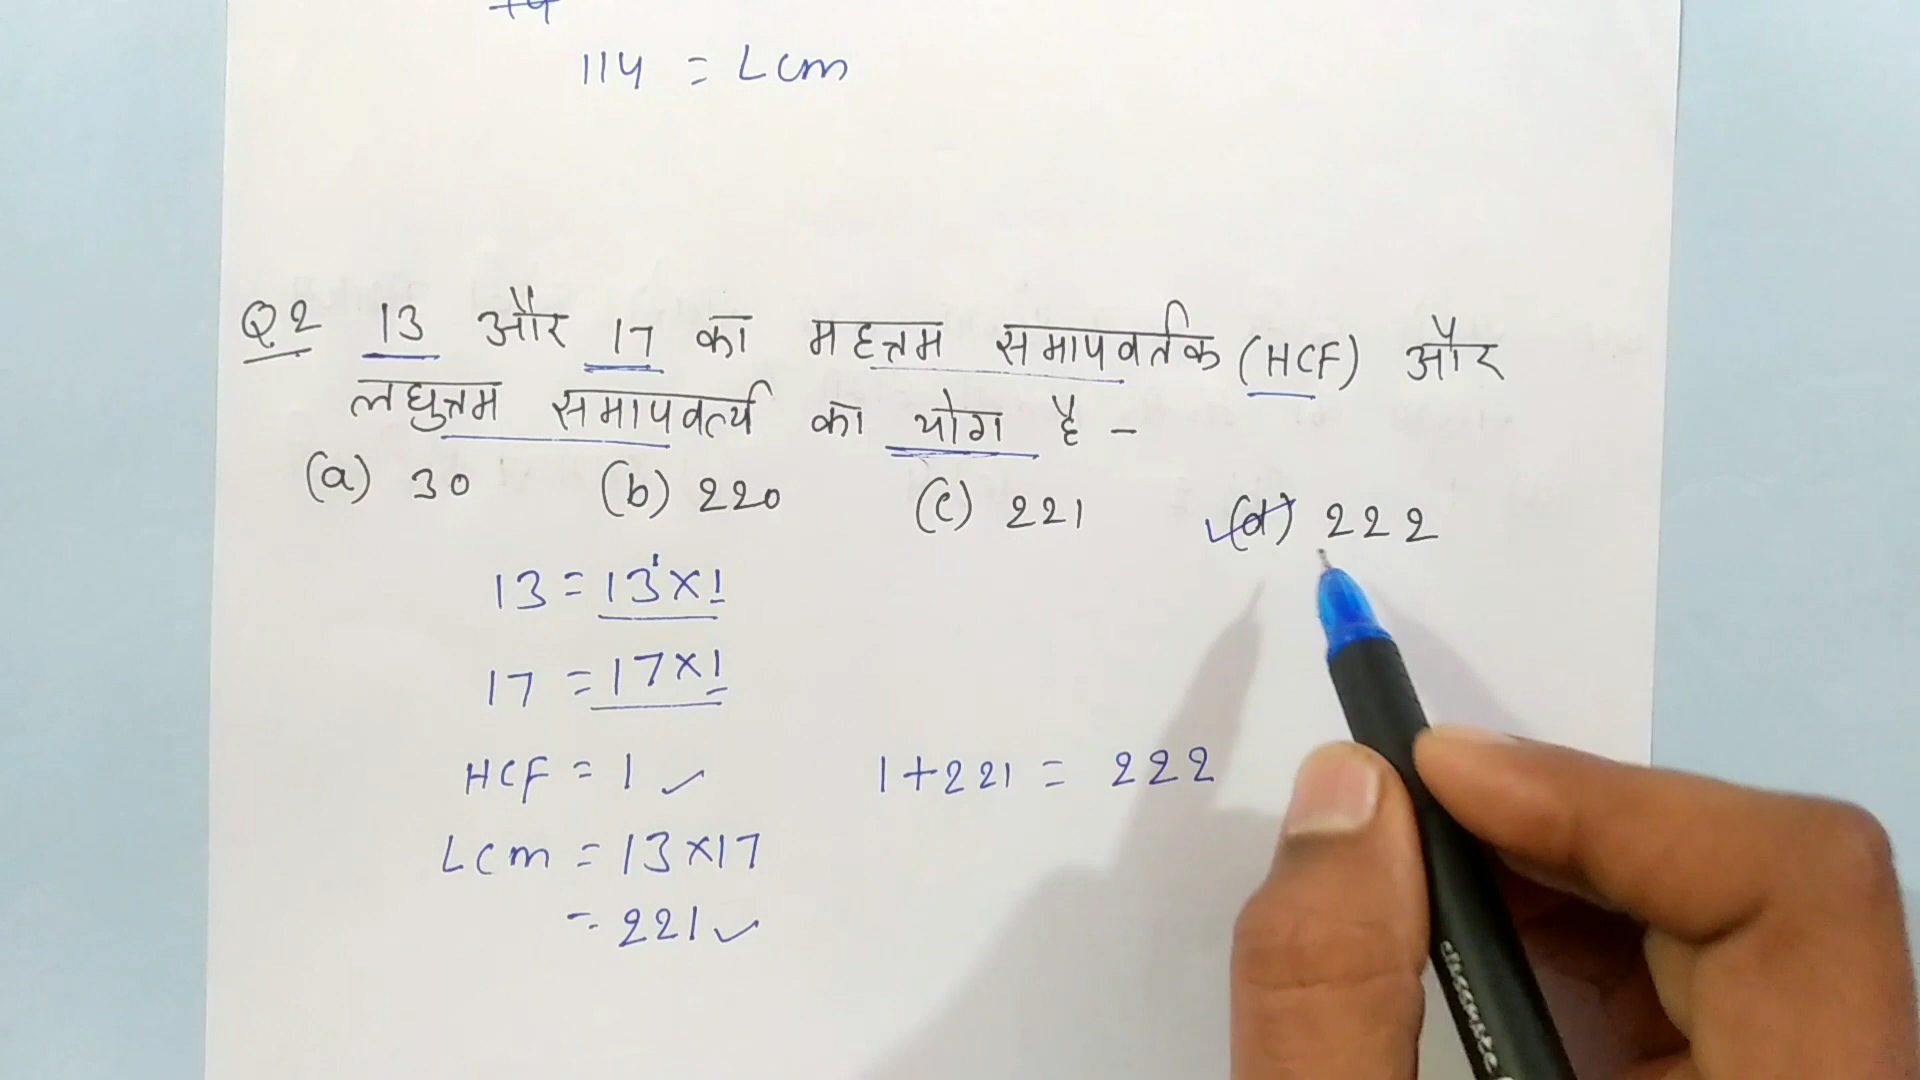 114 = Lcm
Q2 13 और 17 का महत्तम समापवर्तक (HCF) और
लघुत्तम समापवर्त्य का योग है -
(a) 30 (b) 220 (c) 221 (d) 222
13 = 13¹×1
17 = 17×1
HCF = 1 ✓ 1+221 = 222
Lcm = 13×17
= 221 ✓